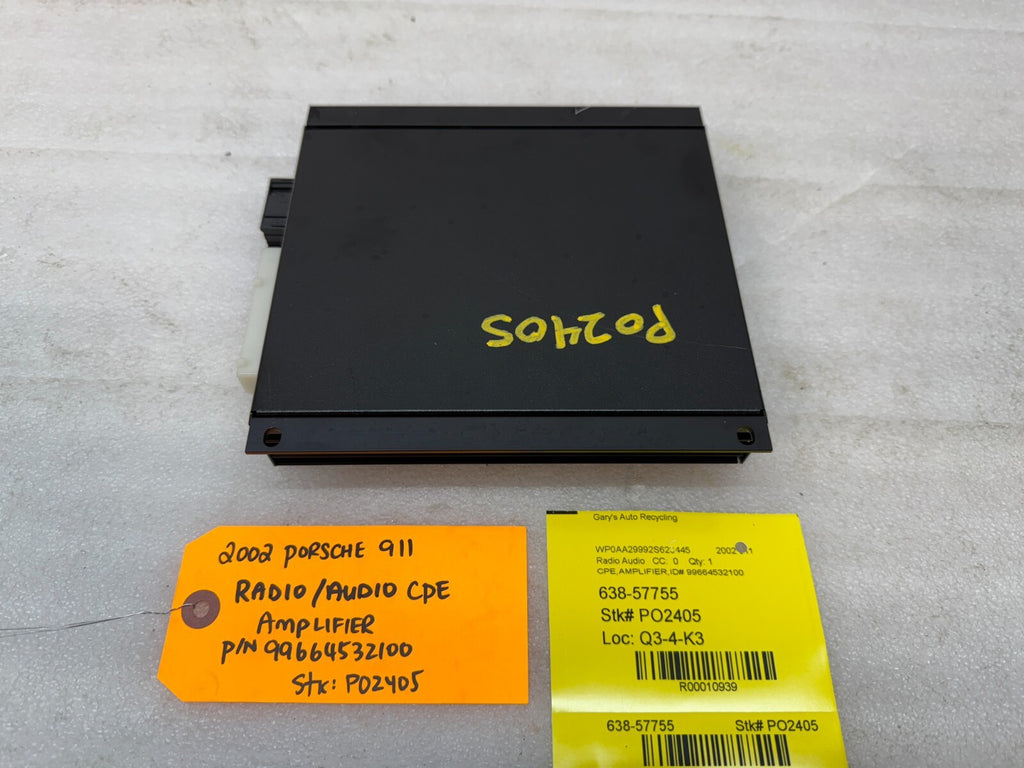 PO2405
2002 PORSCHE 911
RADIO/AUDIO CPE
AMPLIFIER
P/N 99664532100
Stk: PO2405
Gary's Auto Recycling
Radio Audio CC: 0 Qty: 1
CPE,AMPLIFIER,ID# 99664532100
638-57755
Stk# PO2405
Loc: Q3-4-K3
R00010939
638-57755 Stk# PO2405